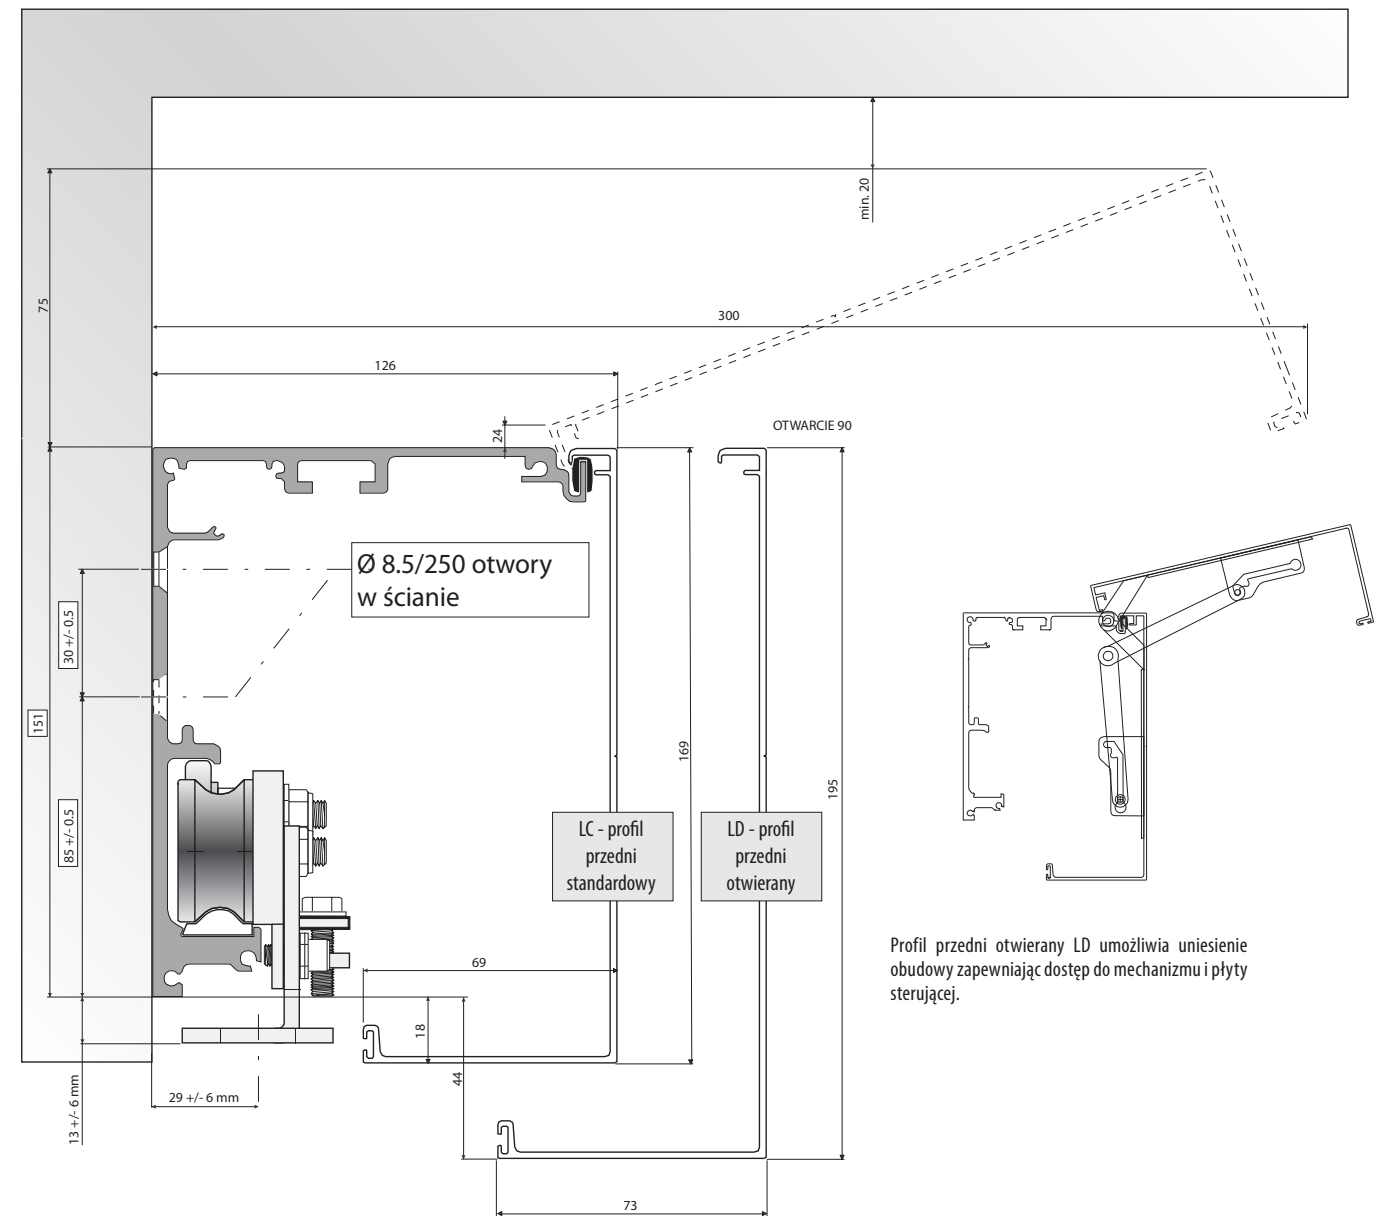 min. 20
75
300
126
24
OTWARCIE 90
Ø 8.5/250 otwory
w ścianie
30 +/- 0.5
151
169
195
85 +/- 0.5
LC - profil
przedni
standardowy
LD - profil
przedni
otwierany
Profil przedni otwierany LD umożliwia uniesienie
obudowy zapewniając dostęp do mechanizmu i płyty
sterującej.
69
18
44
29 +/- 6 mm
13 +/- 6 mm
73